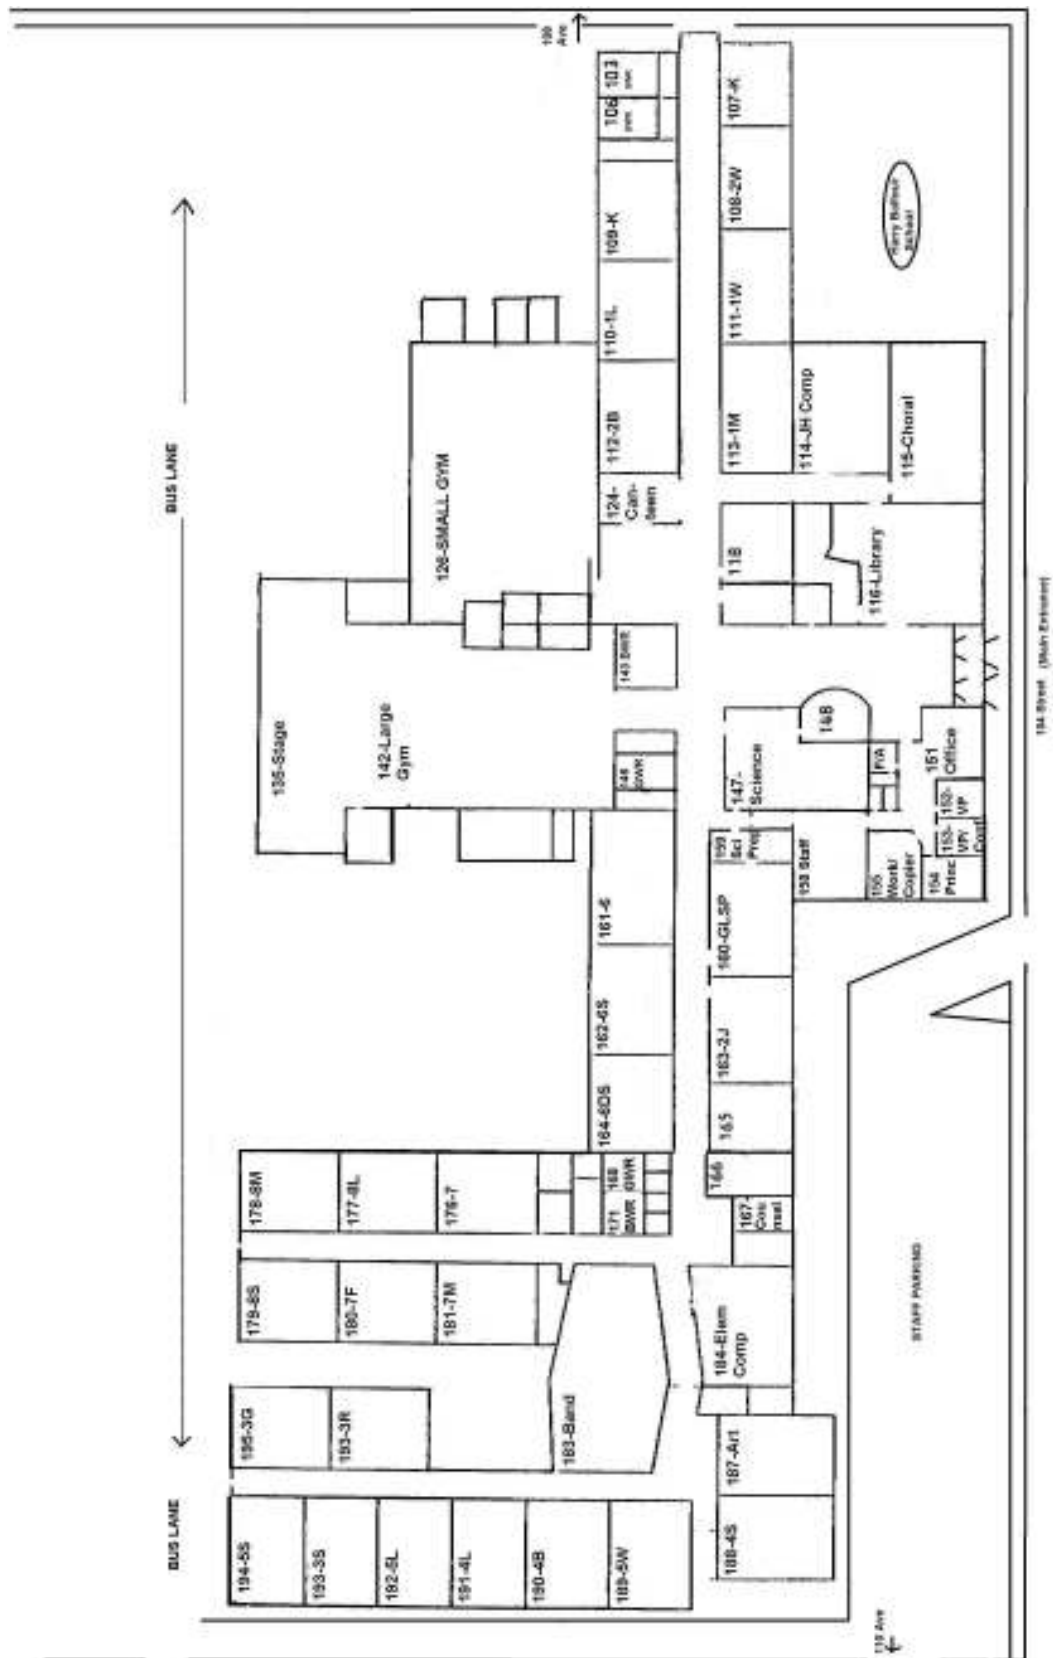 109
Ave
BUS LANE
BUS LANE
103
106
107-K
108-2W
109-K
110-1L
111-1W
112-2B
113-1M
114-JH Comp
115-Choral
124-
Can-
teen
126-SMALL GYM
118
116-Library
Harry Balfour
School
135-Stage
142-Large
Gym
143 BWR
146
GWR
147-
Science
148
P/A
151
Office
152-
VP
153-
VP/
154
Princ
155
Work/
Copier
158 Staff
159
Sci
Prep
160-GLSP
161-6
162-6S
163-2J
164-6DS
165
166
168
GWR
171
BWR
176-7
177-8L
178-8M
179-8S
180-7F
181-7M
183-Band
184-Elem
Comp
187-Art
188-4S
189-5W
190-4B
191-4L
192-5L
193-3S
194-5S
193-3R
STAFF PARKING
(Main Entrance)